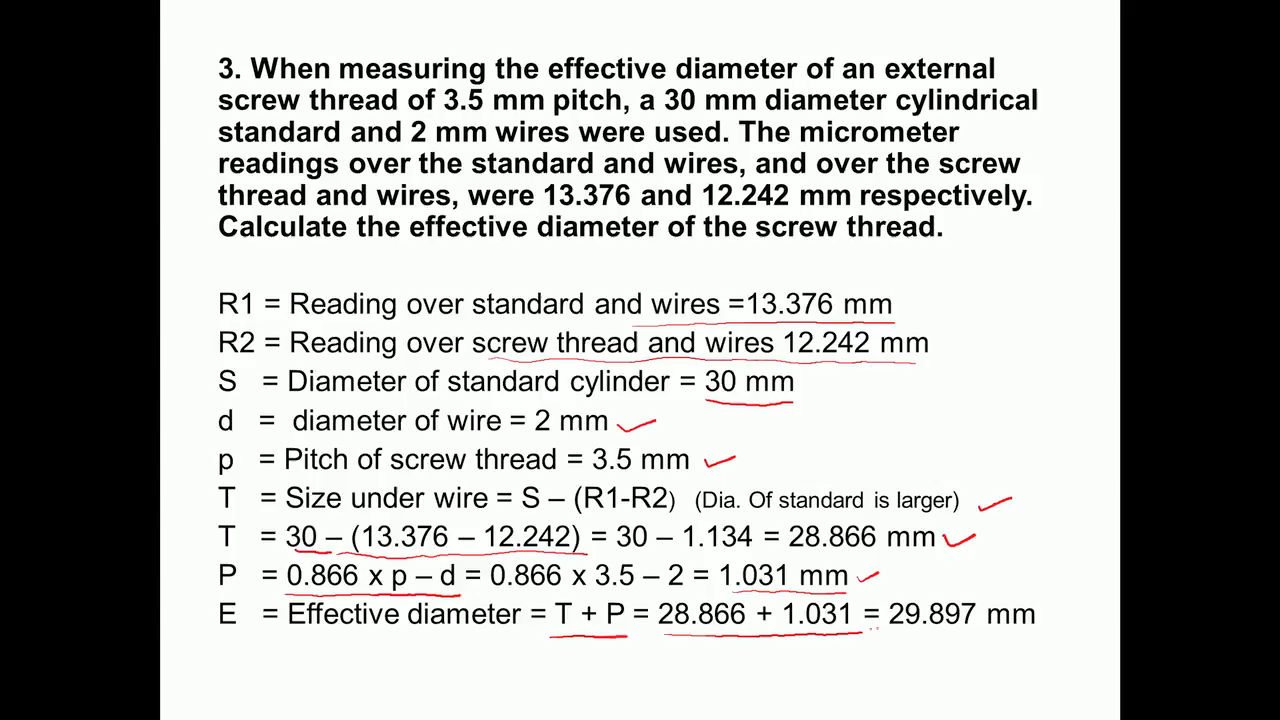 3. When measuring the effective diameter of an external
screw thread of 3.5 mm pitch, a 30 mm diameter cylindrical
standard and 2 mm wires were used. The micrometer
readings over the standard and wires, and over the screw
thread and wires, were 13.376 and 12.242 mm respectively.
Calculate the effective diameter of the screw thread.
R1 = Reading over standard and wires =13.376 mm
R2 = Reading over screw thread and wires 12.242 mm
S = Diameter of standard cylinder = 30 mm
d = diameter of wire = 2 mm
p = Pitch of screw thread = 3.5 mm
T = Size under wire = S – (R1-R2) (Dia. Of standard is larger)
T = 30 – (13.376 – 12.242) = 30 – 1.134 = 28.866 mm
P = 0.866 x p – d = 0.866 x 3.5 – 2 = 1.031 mm
E = Effective diameter = T + P = 28.866 + 1.031 = 29.897 mm